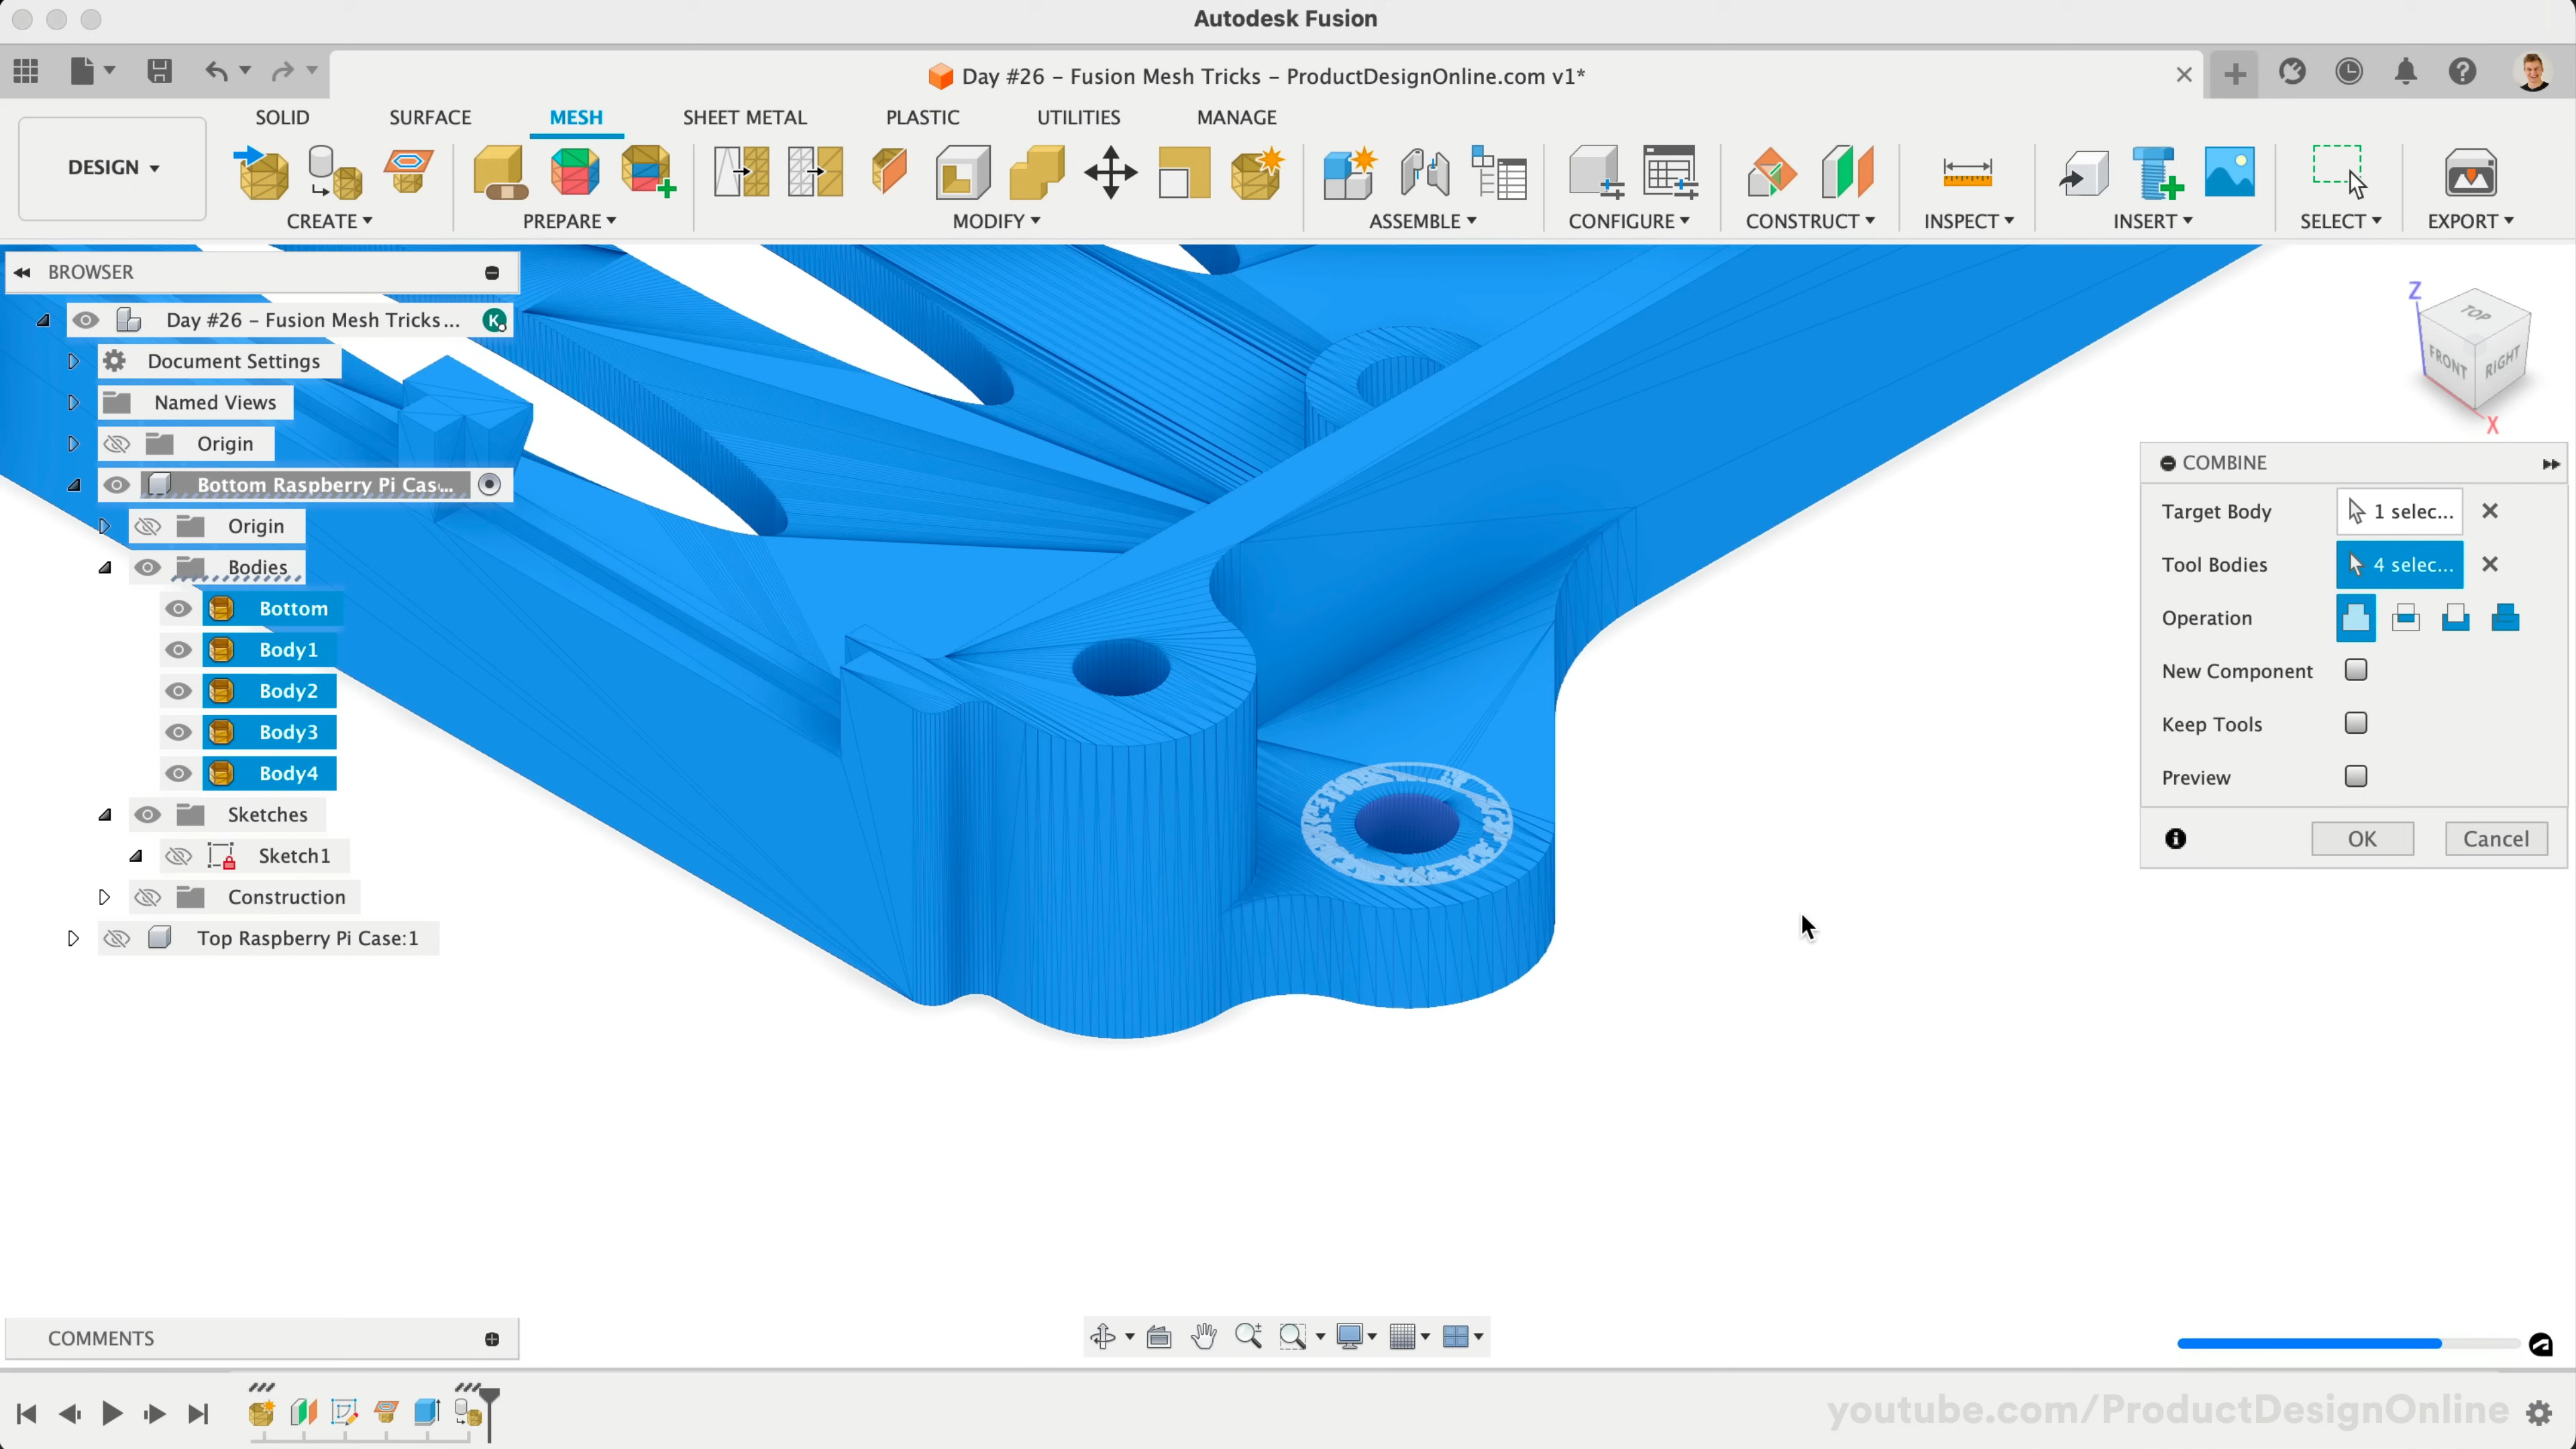 Autodesk Fusion
Day #26 – Fusion Mesh Tricks – ProductDesignOnline.com v1*
SOLID SURFACE MESH SHEET METAL PLASTIC UTILITIES MANAGE
DESIGN
CREATE PREPARE MODIFY ASSEMBLE CONFIGURE CONSTRUCT INSPECT INSERT SELECT EXPORT
BROWSER
Day #26 – Fusion Mesh Tricks... K
Document Settings
Named Views
Origin
Bottom Raspberry Pi Cas...
Origin
Bodies
Bottom
Body1
Body2
Body3
Body4
Sketches
Sketch1
Construction
Top Raspberry Pi Case:1
Z
TOP
FRONT RIGHT
X
COMBINE
Target Body 1 selec...
Tool Bodies 4 selec...
Operation
New Component
Keep Tools
Preview
OK Cancel
COMMENTS
youtube.com/ProductDesignOnline